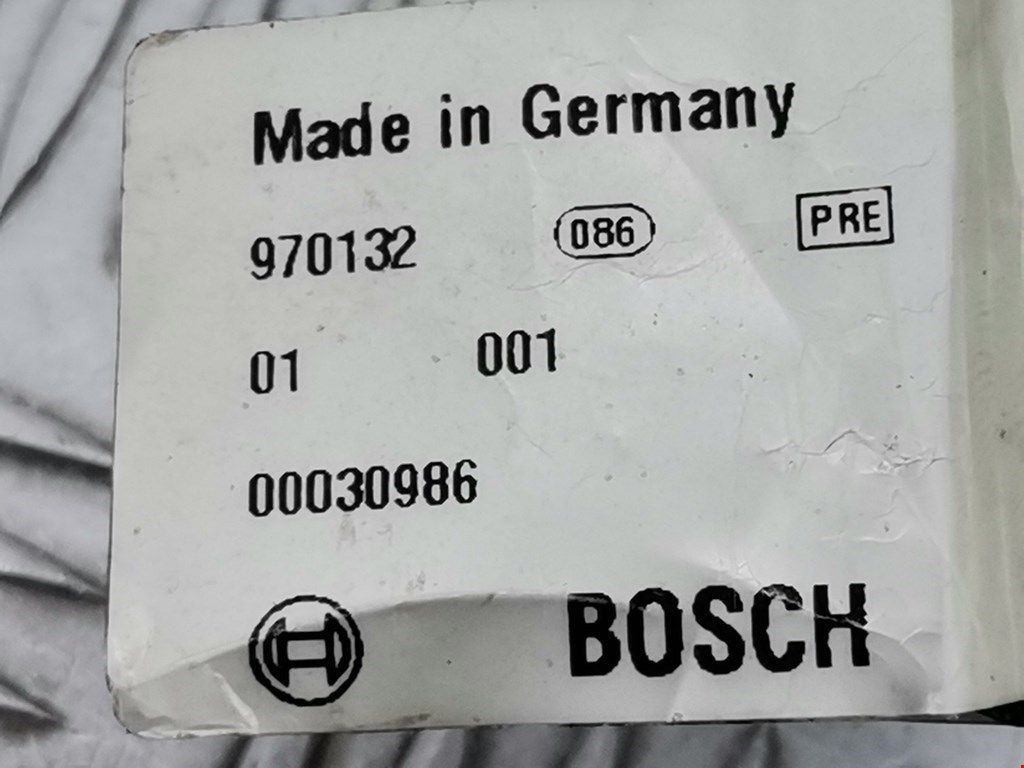 Made in Germany
970132 086 PRE
01 001
00030986
BOSCH